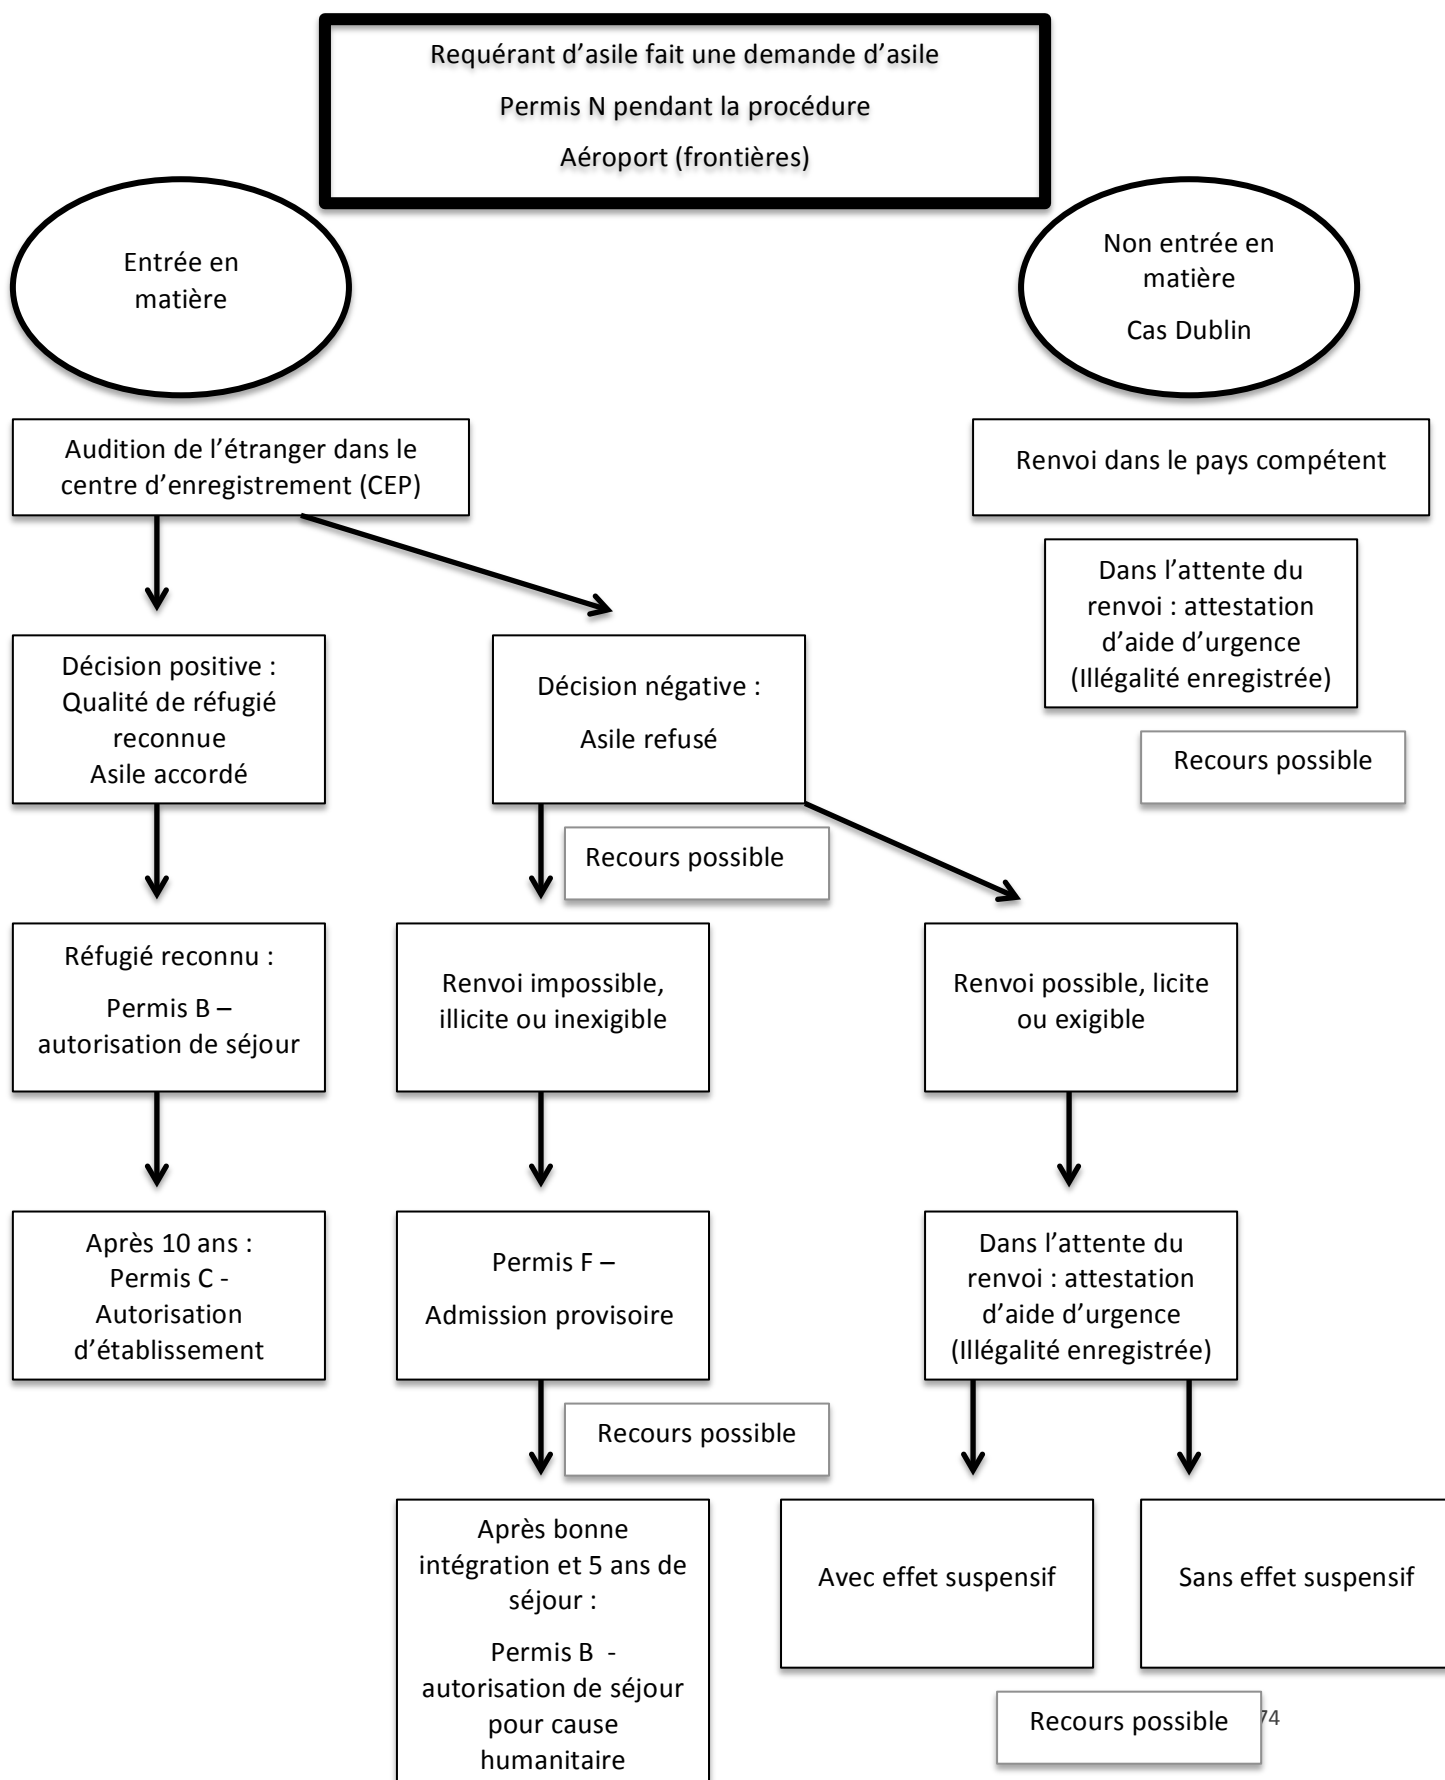 Requérant d’asile fait une demande d’asile
Permis N pendant la procédure
Aéroport (frontières)
Entrée en
matière
Non entrée en
matière
Cas Dublin
Audition de l’étranger dans le
centre d’enregistrement (CEP)
Renvoi dans le pays compétent
Dans l’attente du
renvoi : attestation
d’aide d’urgence
(Illégalité enregistrée)
Recours possible
Décision positive :
Qualité de réfugié
reconnue
Asile accordé
Décision négative :
Asile refusé
Recours possible
Réfugié reconnu :
Permis B –
autorisation de séjour
Renvoi impossible,
illicite ou inexigible
Renvoi possible, licite
ou exigible
Après 10 ans :
Permis C -
Autorisation
d’établissement
Permis F –
Admission provisoire
Dans l’attente du
renvoi : attestation
d’aide d’urgence
(Illégalité enregistrée)
Recours possible
Après bonne
intégration et 5 ans de
séjour :
Permis B -
autorisation de séjour
pour cause
humanitaire
Avec effet suspensif
Sans effet suspensif
Recours possible
74